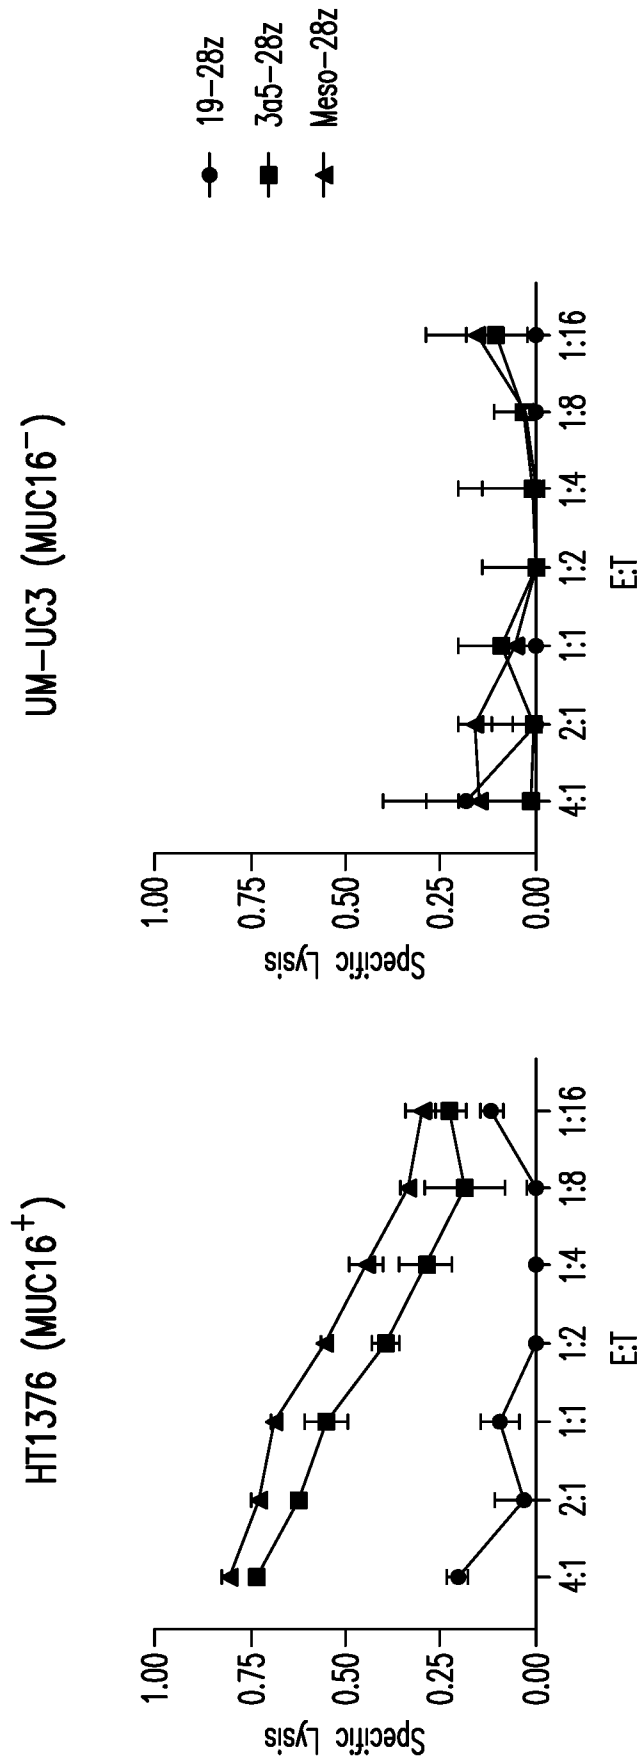 HT1376 (MUC16+)
Specific Lysis
1.00
0.75
0.50
0.25
0.00
4:1 2:1 1:1 1:2 1:4 1:8 1:16
E:T
UM-UC3 (MUC16-)
Specific Lysis
1.00
0.75
0.50
0.25
0.00
4:1 2:1 1:1 1:2 1:4 1:8 1:16
E:T
19-28z
3a5-28z
Meso-28z